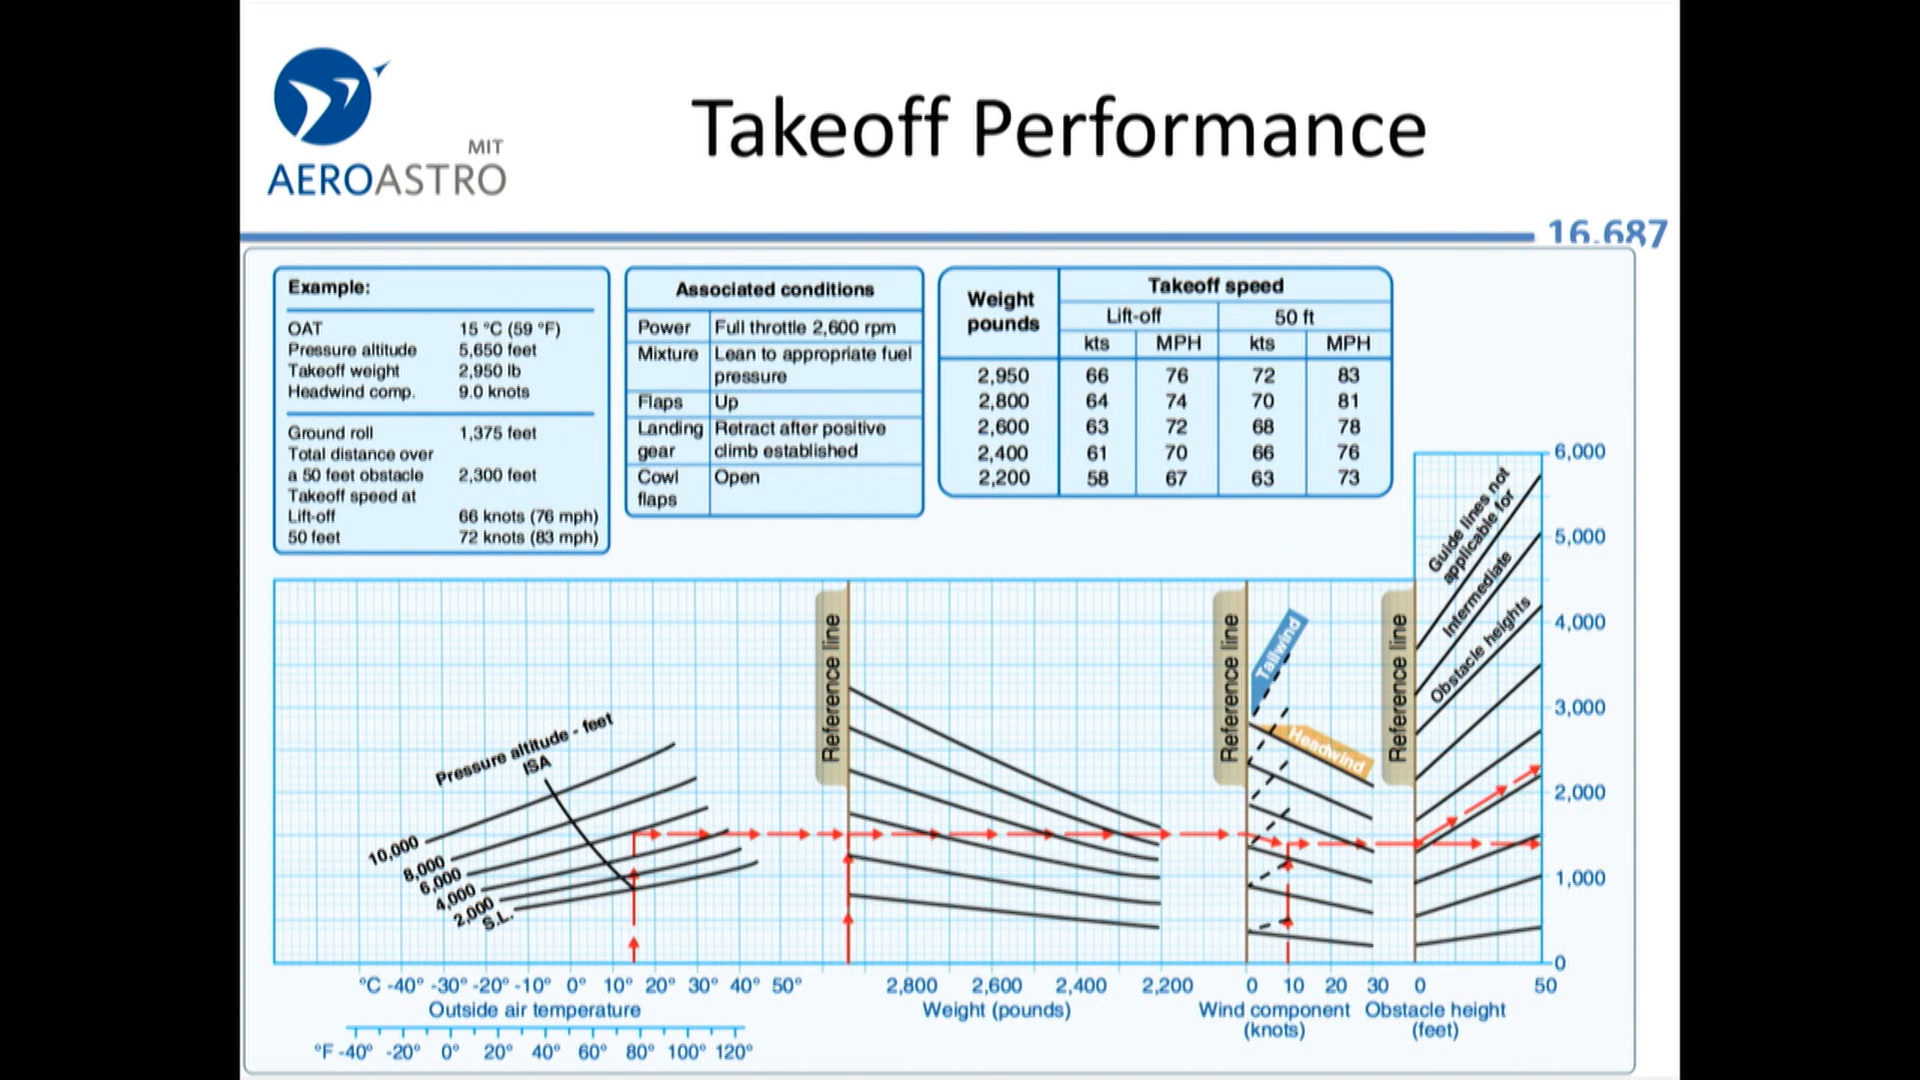 MIT
AEROASTRO
Takeoff Performance
16.687
Example:
OAT 15 °C (59 °F)
Pressure altitude 5,650 feet
Takeoff weight 2,950 lb
Headwind comp. 9.0 knots
Ground roll 1,375 feet
Total distance over
a 50 feet obstacle 2,300 feet
Takeoff speed at
Lift-off 66 knots (76 mph)
50 feet 72 knots (83 mph)
Associated conditions
Power Full throttle 2,600 rpm
Mixture Lean to appropriate fuel
pressure
Flaps Up
Landing Retract after positive
gear climb established
Cowl Open
flaps
Weight
pounds
Takeoff speed
Lift-off 50 ft
kts MPH kts MPH
2,950 66 76 72 83
2,800 64 74 70 81
2,600 63 72 68 78
2,400 61 70 66 76
2,200 58 67 63 73
Pressure altitude - feet
ISA
10,000
8,000
6,000
4,000
2,000
S.L.
Reference line
Reference line
Tailwind
Headwind
Reference line
Guide lines not
applicable for
Intermediate
Obstacle heights
6,000
5,000
4,000
3,000
2,000
1,000
0
°C -40° -30° -20° -10° 0° 10° 20° 30° 40° 50°
Outside air temperature
°F -40° -20° 0° 20° 40° 60° 80° 100° 120°
2,800 2,600 2,400 2,200
Weight (pounds)
0 10 20 30
Wind component
(knots)
0 50
Obstacle height
(feet)